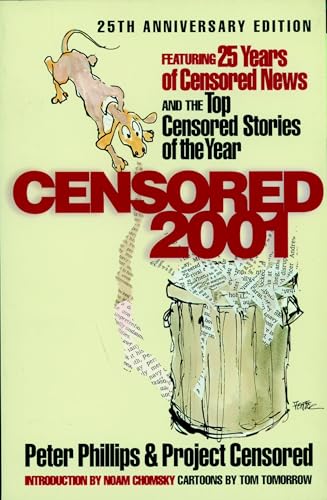 25TH ANNIVERSARY EDITION
FEATURING 25 Years
of Censored News
AND THE Top
Censored Stories
of the Year
CENSORED
2001
Peter Phillips & Project Censored
INTRODUCTION BY NOAM CHOMSKY CARTOONS BY TOM TOMORROW